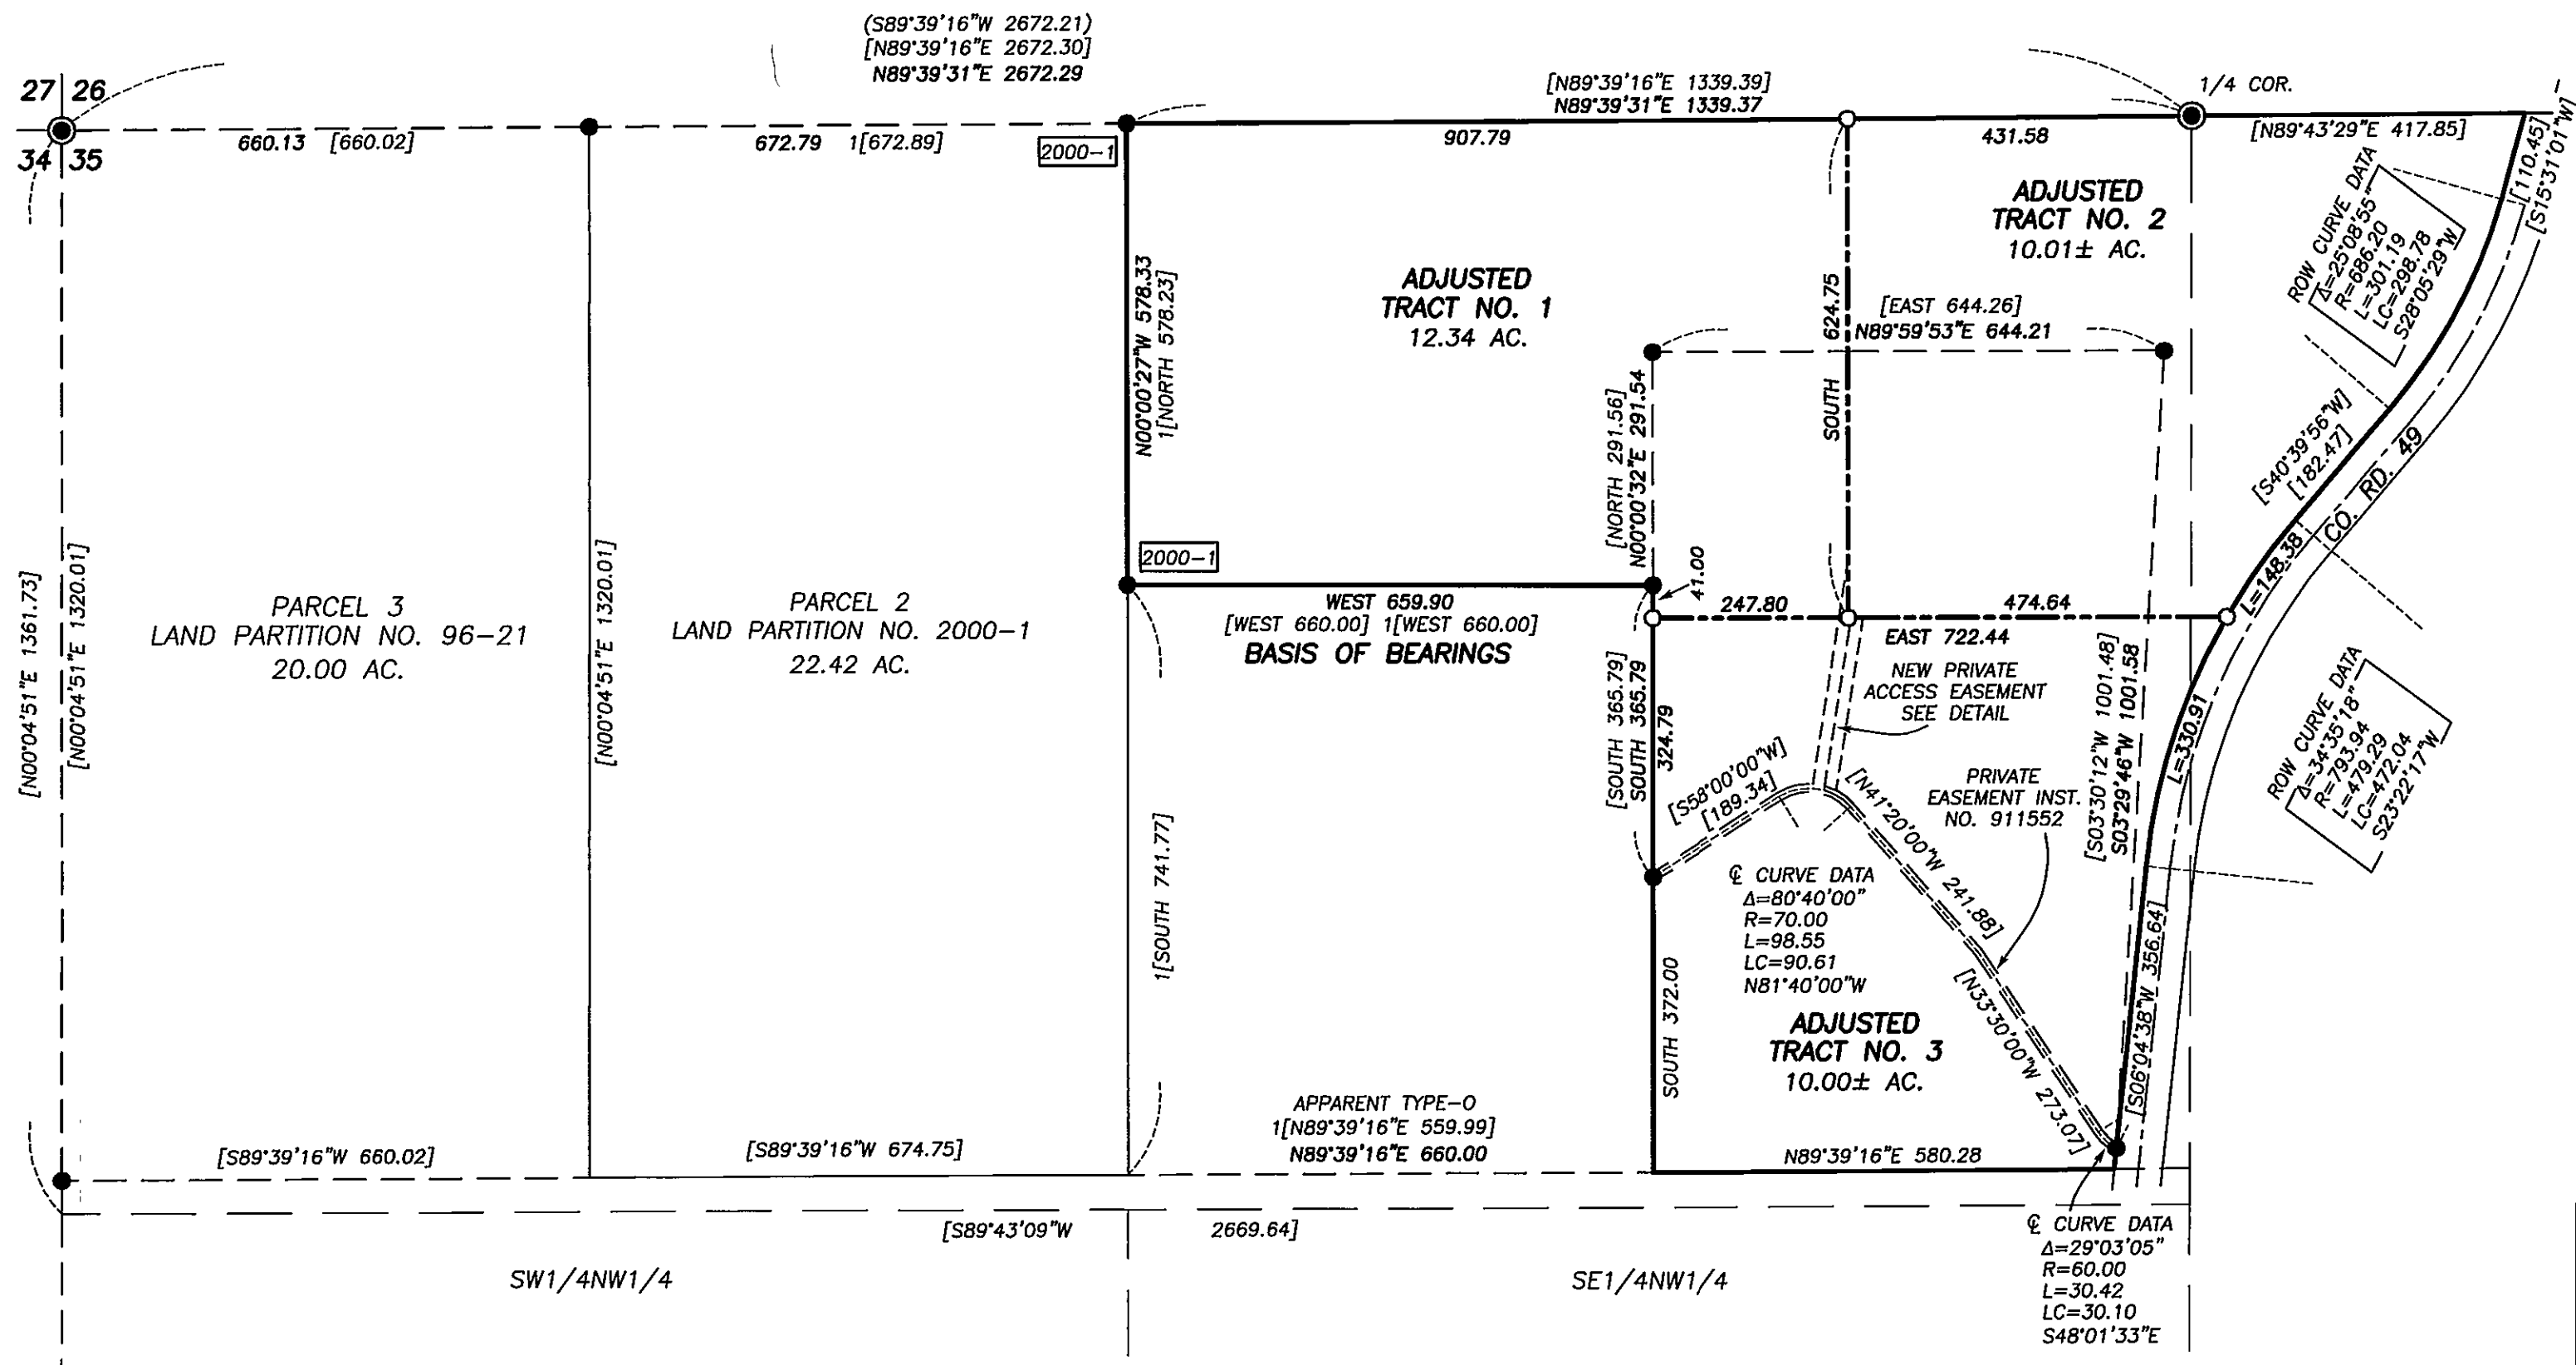 (S89°39'16"W 2672.21)
[N89°39'16"E 2672.30]
N89°39'31"E 2672.29
27 26
34 35
660.13 [660.02]
672.79 1[672.89]
2000-1
[N89°39'16"E 1339.39]
N89°39'31"E 1339.37
907.79
431.58
1/4 COR.
[N89°43'29"E 417.85]
[110.45]
[S15°31'01"W]
ROW CURVE DATA
Δ=25°08'55"
R=686.20
L=301.19
LC=298.78
S28°05'29"W
ADJUSTED
TRACT NO. 1
12.34 AC.
ADJUSTED
TRACT NO. 2
10.01± AC.
N00°00'27"W 578.33
1[NORTH 578.23]
SOUTH 624.75
[EAST 644.26]
N89°59'53"E 644.21
[NORTH 291.56]
N00°00'32"E 291.54
41.00
[S40°39'56"W]
[182.47]
CO. RD. 49
L=148.38
2000-1
WEST 659.90
[WEST 660.00] 1[WEST 660.00]
BASIS OF BEARINGS
247.80
474.64
EAST 722.44
[N00°04'51"E 1361.73]
[N00°04'51"E 1320.01]
PARCEL 3
LAND PARTITION NO. 96-21
20.00 AC.
[N00°04'51"E 1320.01]
PARCEL 2
LAND PARTITION NO. 2000-1
22.42 AC.
[SOUTH 365.79]
SOUTH 365.79
324.79
NEW PRIVATE
ACCESS EASEMENT
SEE DETAIL
[S03°30'12"W 1001.48]
S03°29'46"W 1001.58
L=330.91
ROW CURVE DATA
Δ=34°35'18"
R=793.94
L=479.29
LC=472.04
S23°22'17"W
[S58°00'00"W]
[189.34]
[N41°20'00"W 241.88]
PRIVATE
EASEMENT INST.
NO. 911552
1[SOUTH 741.77]
℄ CURVE DATA
Δ=80°40'00"
R=70.00
L=98.55
LC=90.61
N81°40'00"W
SOUTH 372.00
ADJUSTED
TRACT NO. 3
10.00± AC.
[N33°30'00"W 273.07]
[S06°04'38"W 356.64]
[S89°39'16"W 660.02]
[S89°39'16"W 674.75]
APPARENT TYPE-O
1[N89°39'16"E 559.99]
N89°39'16"E 660.00
N89°39'16"E 580.28
[S89°43'09"W 2669.64]
℄ CURVE DATA
Δ=29°03'05"
R=60.00
L=30.42
LC=30.10
S48°01'33"E
SW1/4NW1/4
SE1/4NW1/4